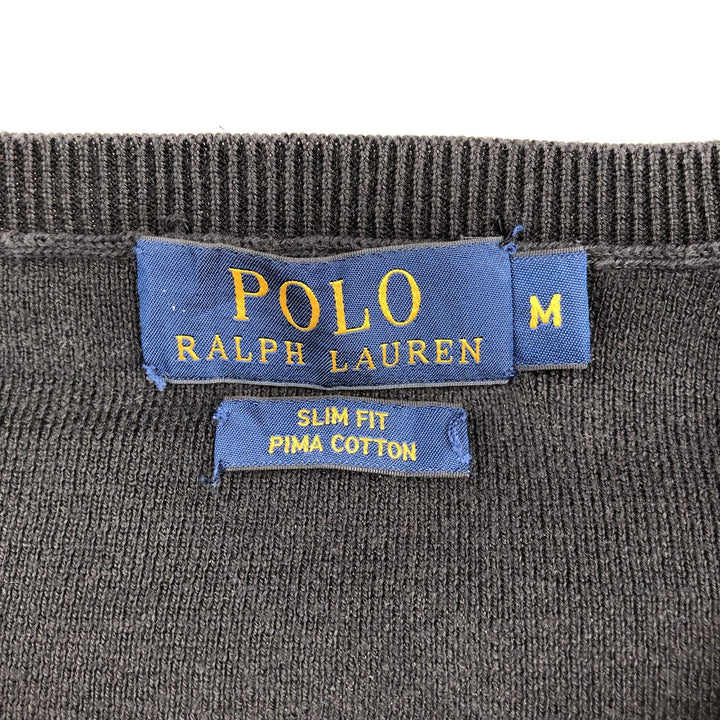 POLO
RALPH LAUREN
M
SLIM FIT
PIMA COTTON